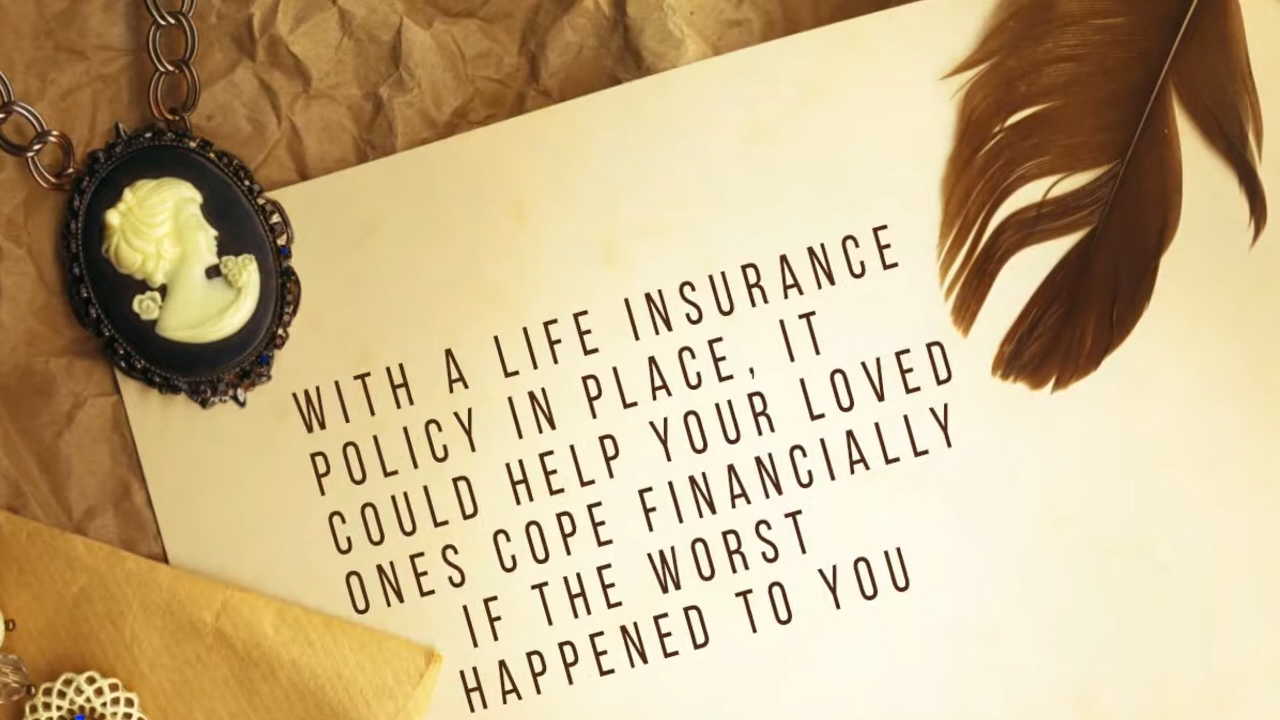 WITH A LIFE INSURANCE
POLICY IN PLACE, IT
COULD HELP YOUR LOVED
ONES COPE FINANCIALLY
IF THE WORST
HAPPENED TO YOU